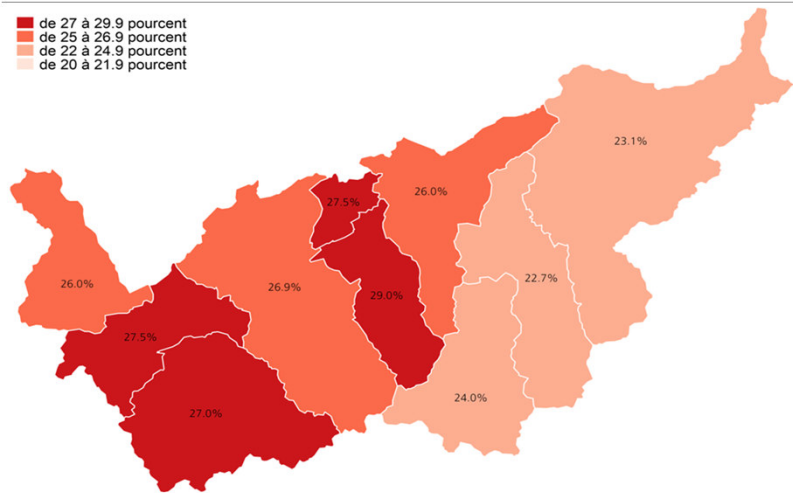 de 27 à 29.9 pourcent
de 25 à 26.9 pourcent
de 22 à 24.9 pourcent
de 20 à 21.9 pourcent
23.1%
26.0%
27.5%
22.7%
26.0%
26.9%
29.0%
27.5%
24.0%
27.0%